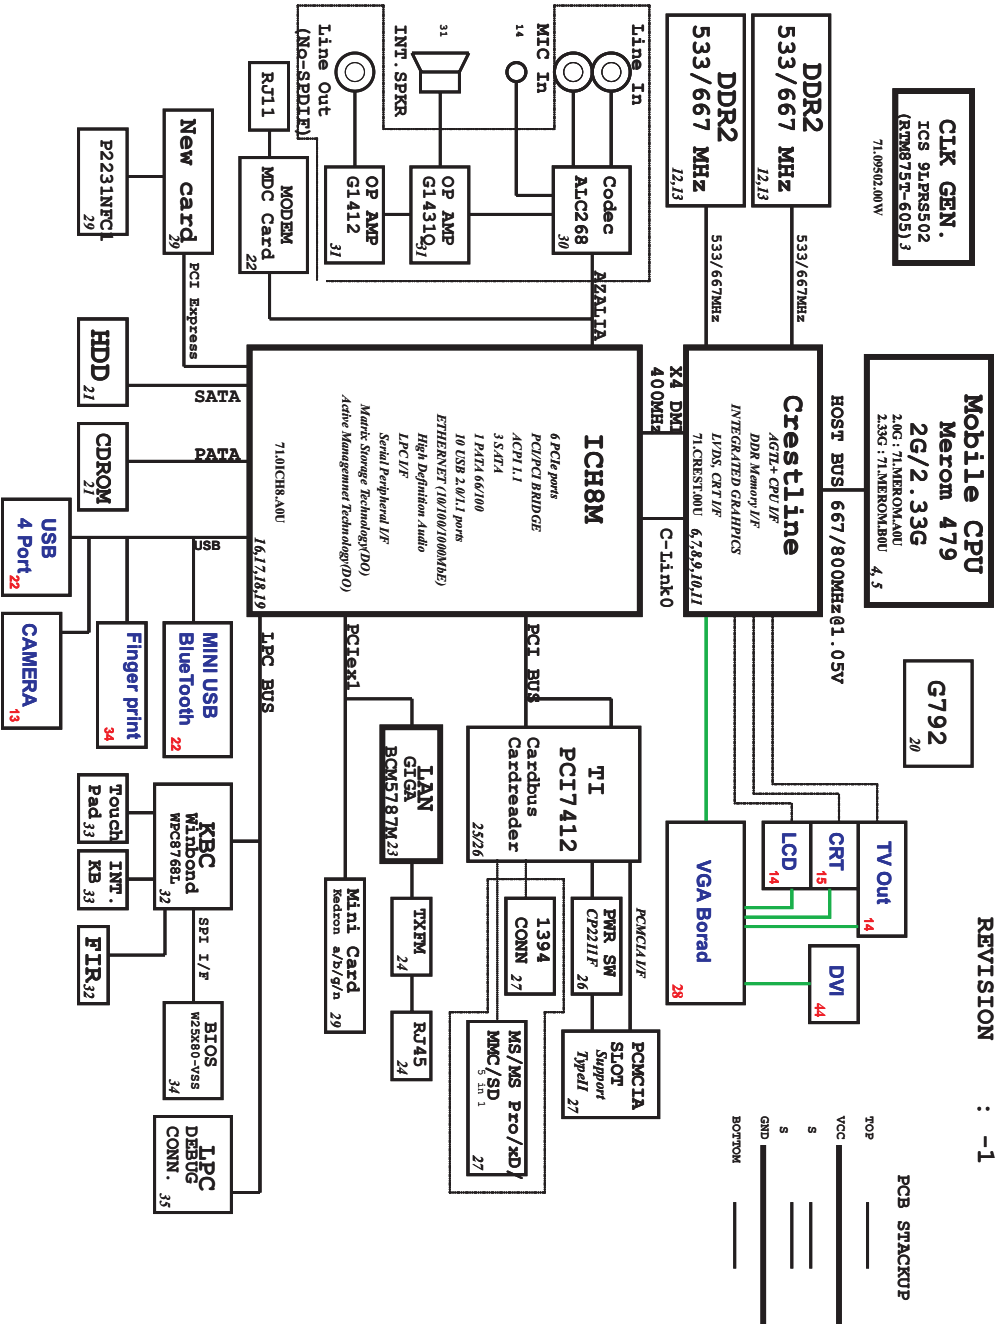 CLK GEN.
ICS 9LPRS502
(RTM875T-605) 3
71.09502.00W
Mobile CPU
Merom 479
2G/2.33G
2.0G : 71.MEROM.A0U
2.33G : 71.MEROM.B0U
4, 5
G792
20
REVISION : -1
PCB STACKUP
TOP
VCC
S
S
GND
BOTTOM
HOST BUS 667/800MHz@1.05V
DDR2
533/667 MHz
12,13
533/667MHz
DDR2
533/667 MHz
12,13
533/667MHz
Crestline
AGTL+ CPU I/F
DDR Memory I/F
INTEGRATED GRAHPICS
LVDS, CRT I/F
71.CREST.00U
6,7,8,9,10,11
TV Out
14
CRT
15
LCD
14
DVI
44
VGA Borad
28
X4 DMI
400MHz
C-Link0
Line In
MIC In
14
31
INT.SPKR
Line Out
(No-SPDIF)
Codec
ALC268
30
OP AMP
G1431Q
31
OP AMP
G1412
31
AZALIA
MODEM
MDC Card
22
RJ11
ICH8M
6 PCIe ports
PCI/PCI BRIDGE
ACPI 1.1
3 SATA
1 PATA 66/100
10 USB 2.0/1.1 ports
ETHERNET (10/100/1000MbE)
High Definition Audio
LPC I/F
Serial Peripheral I/F
Matrix Storage Technology(DO)
Active Managemnet Technology(DO)
71.0ICH8.A0U
16,17,18,19
PCI BUS
TI
PCI7412
Cardbus
Cardreader
25/26
PCMCIA I/F
PWR SW
CP2211F
26
PCMCIA
SLOT
Support
TypeII
27
1394
CONN
27
MS/MS Pro/xD/
MMC/SD
5 in 1
27
PCIex1
LAN
GIGA
BCM5787M
23
TXFM
24
RJ45
24
Mini Card
Kedron a/b/g/n
29
New card
29
P2231NFC1
29
PCI Express
HDD
21
SATA
CDROM
21
PATA
USB
USB
4 Port
22
CAMERA
13
Finger print
34
MINI USB
BlueTooth
22
LPC BUS
KBC
Winbond
WPC8768L
32
Touch
Pad
33
INT.
KB
33
FIR
32
SPI I/F
BIOS
W25X80-VSS
34
LPC
DEBUG
CONN.
35